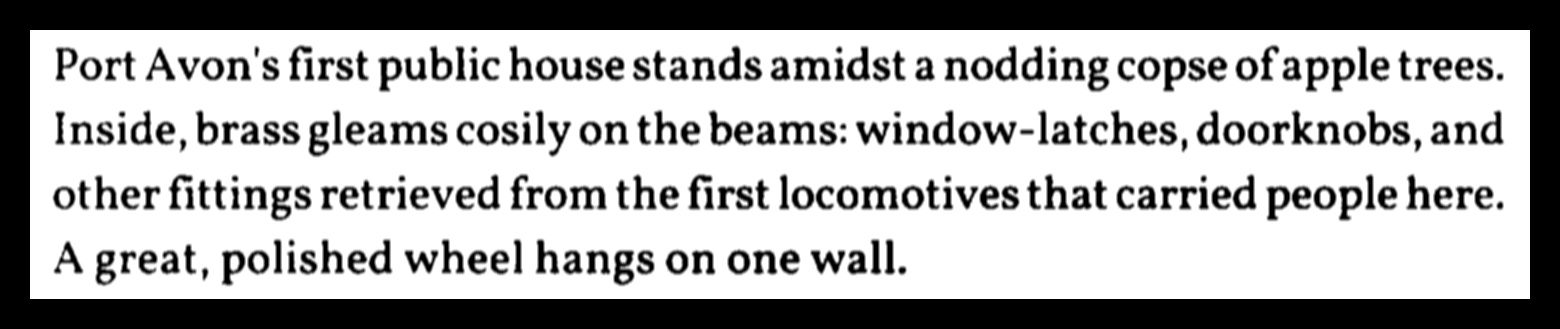 Port Avon's first public house stands amidst a nodding copse of apple trees.
Inside, brass gleams cosily on the beams: window-latches, doorknobs, and
other fittings retrieved from the first locomotives that carried people here.
A great, polished wheel hangs on one wall.